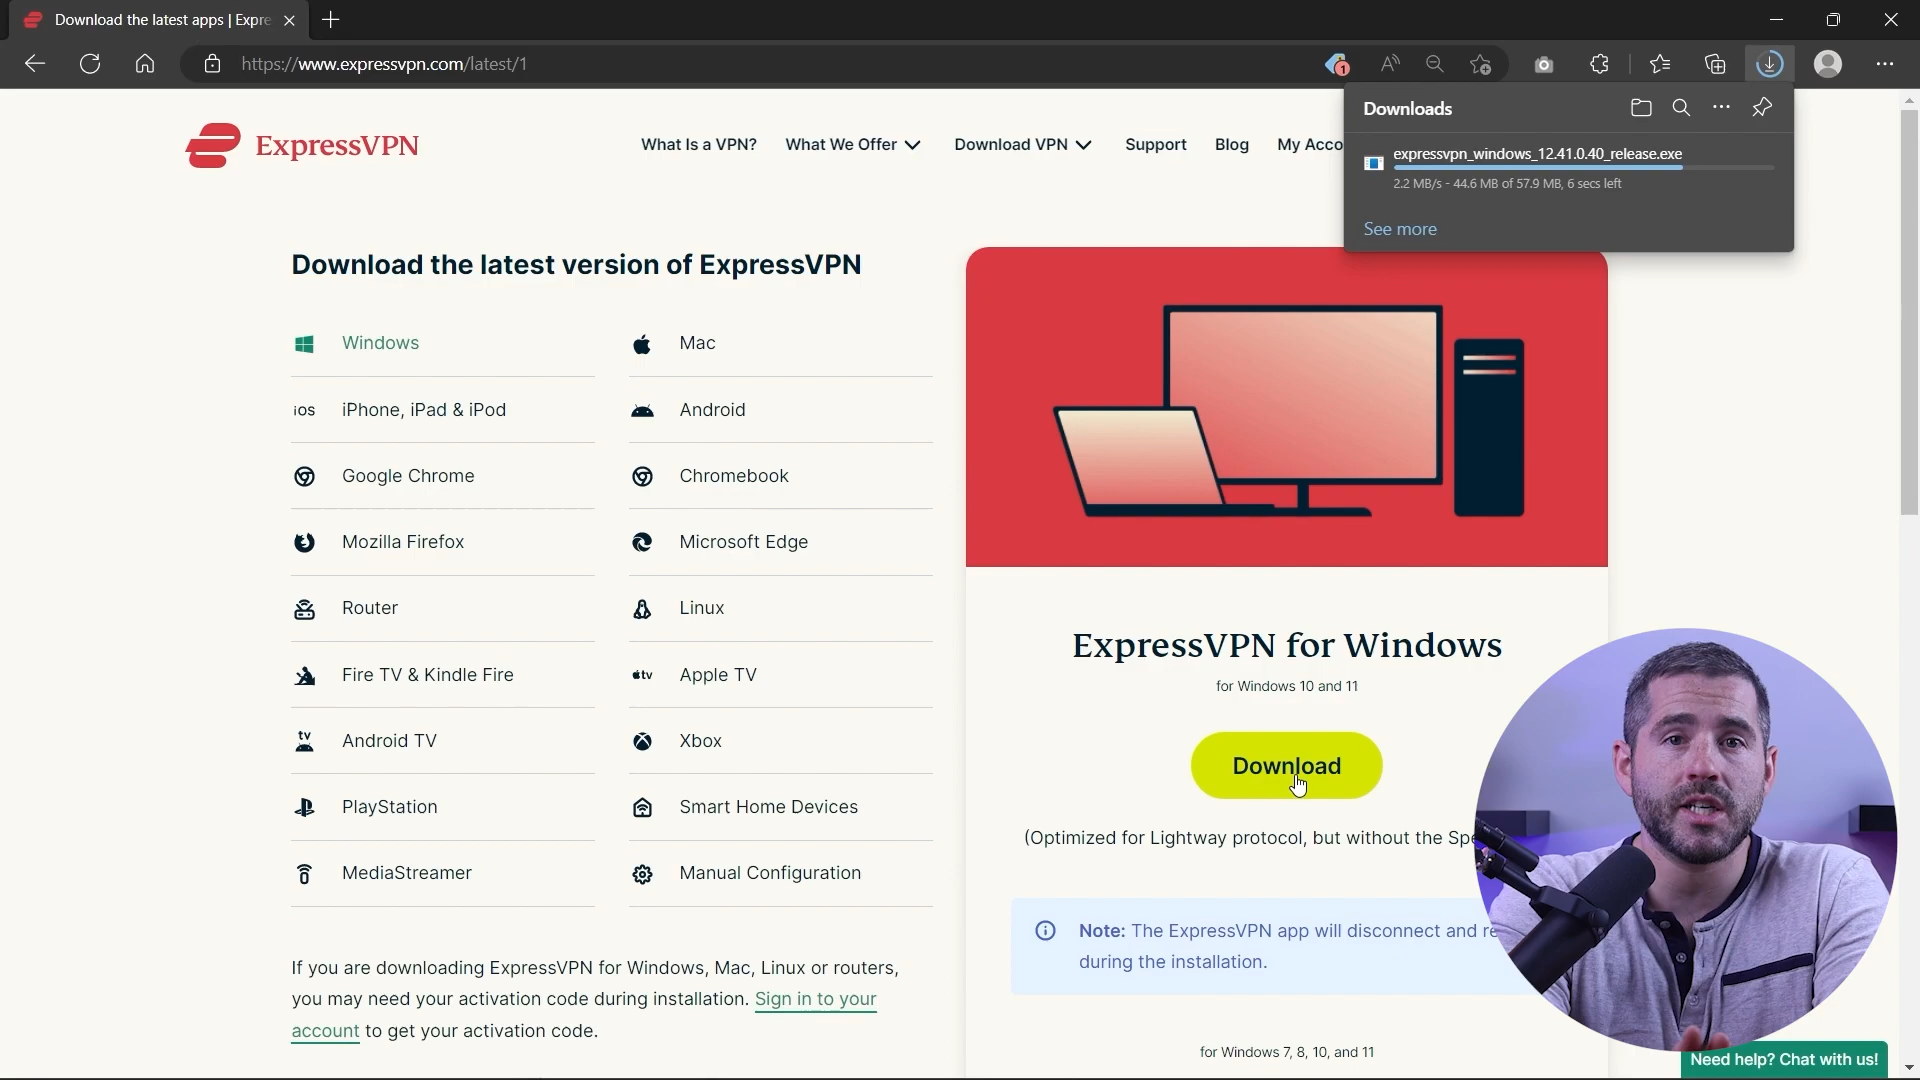 Download the latest apps | Expre
https://www.expressvpn.com/latest/1
1
Downloads
expressvpn_windows_12.41.0.40_release.exe
2.2 MB/s - 44.6 MB of 57.9 MB, 6 secs left
See more
ExpressVPN
What Is a VPN?
What We Offer
Download VPN
Support
Blog
My Acco
Download the latest version of ExpressVPN
Windows
Mac
iOS
iPhone, iPad & iPod
Android
Google Chrome
Chromebook
Mozilla Firefox
Microsoft Edge
Router
Linux
Fire TV & Kindle Fire
tv
Apple TV
tv
Android TV
Xbox
PlayStation
Smart Home Devices
MediaStreamer
Manual Configuration
If you are downloading ExpressVPN for Windows, Mac, Linux or routers,
you may need your activation code during installation. Sign in to your
account to get your activation code.
ExpressVPN for Windows
for Windows 10 and 11
Download
(Optimized for Lightway protocol, but without the Spe
Note: The ExpressVPN app will disconnect and re
during the installation.
for Windows 7, 8, 10, and 11
Need help? Chat with us!